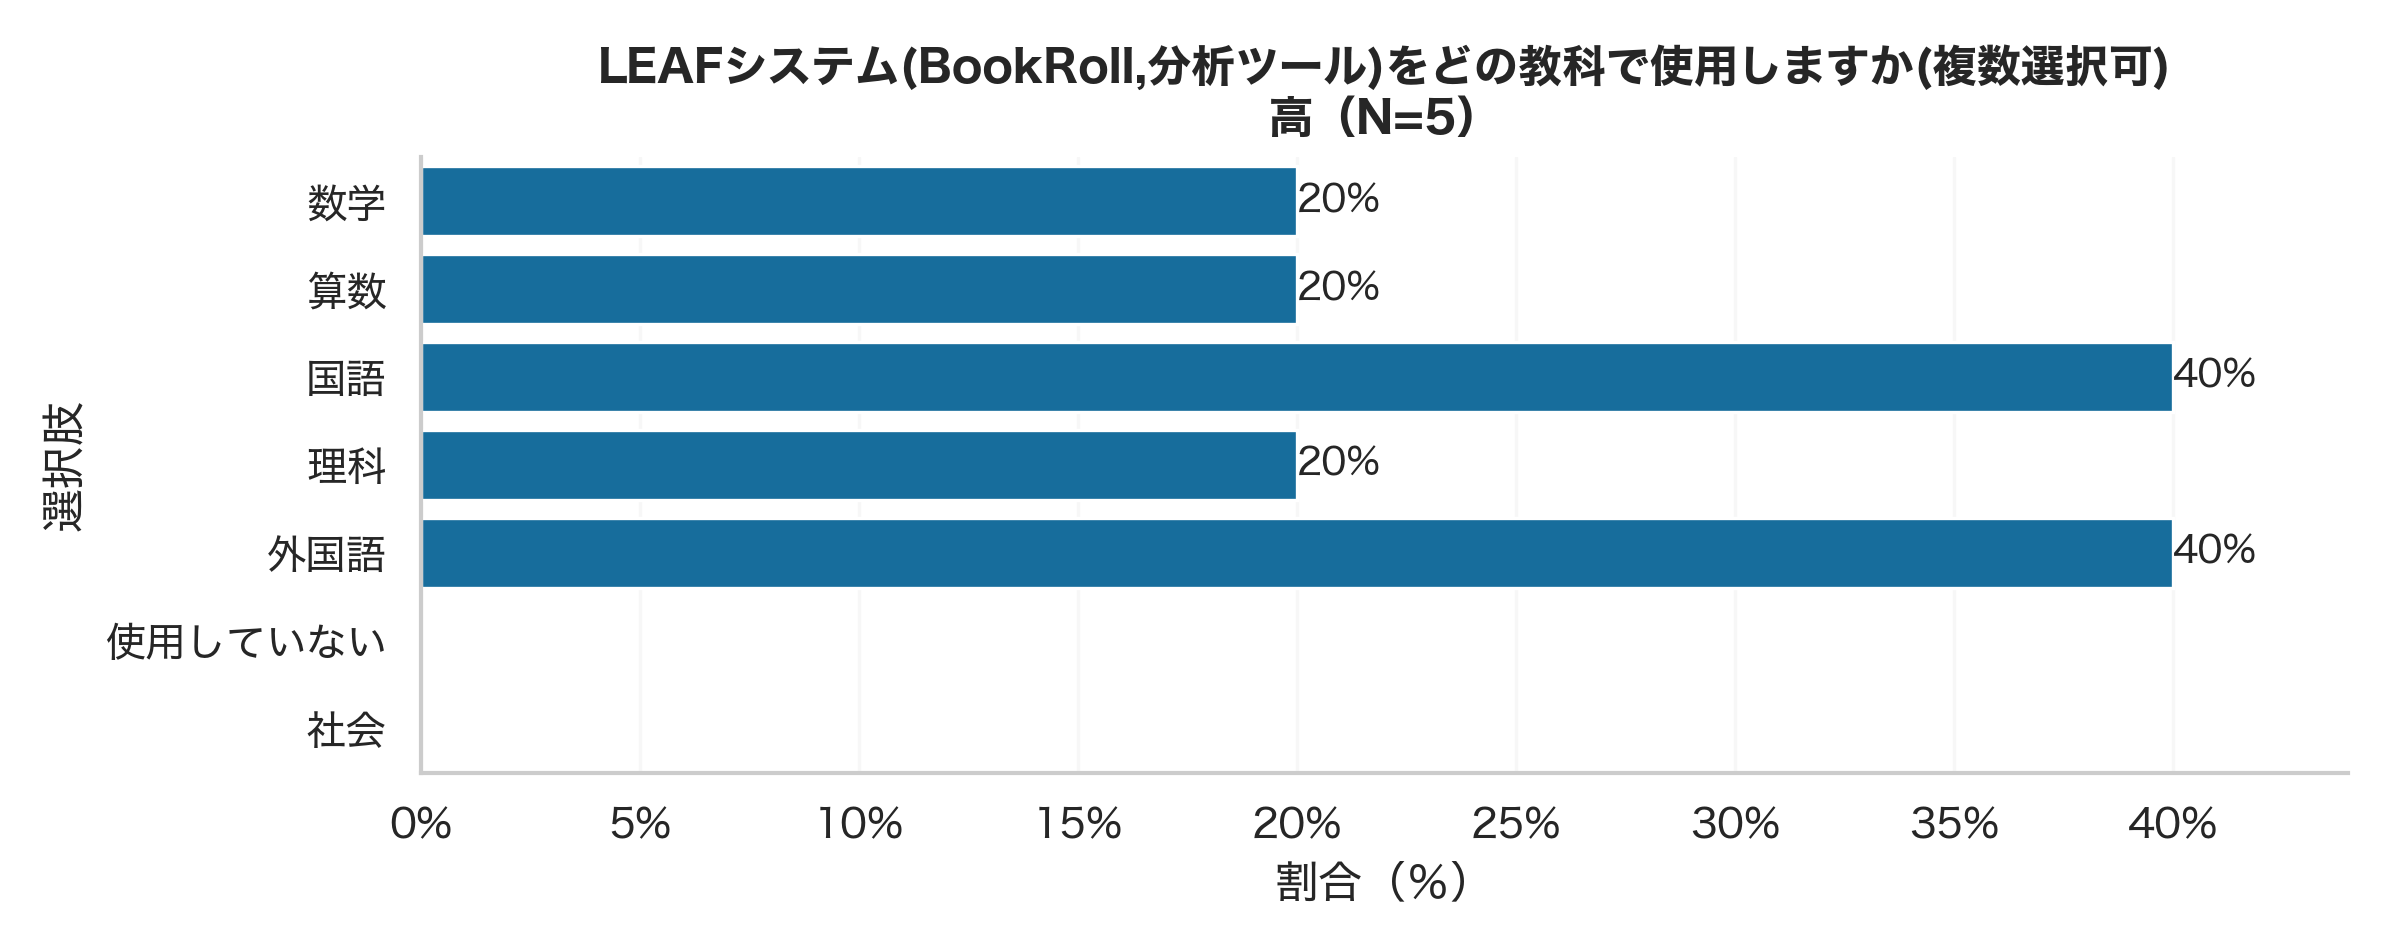 LEAFシステム(BookRoll,分析ツール)をどの教科で使用しますか(複数選択可)
高（N=5）
選択肢
数学
20%
算数
20%
国語
40%
理科
20%
外国語
40%
使用していない
社会
0%
5%
10%
15%
20%
25%
30%
35%
40%
割合（％）